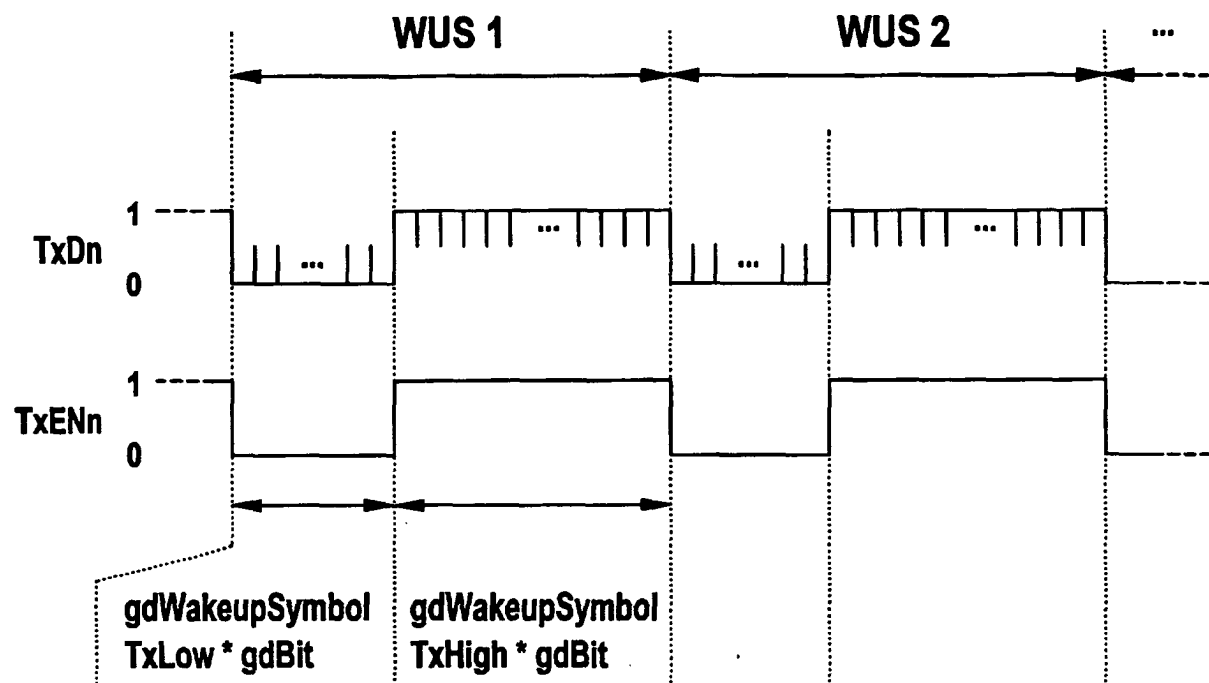 WUS 1 WUS 2 ...
1
... ... ... ...
TxDn
0
1
TxENn
0
gdWakeupSymbol gdWakeupSymbol
TxLow * gdBit TxHigh * gdBit